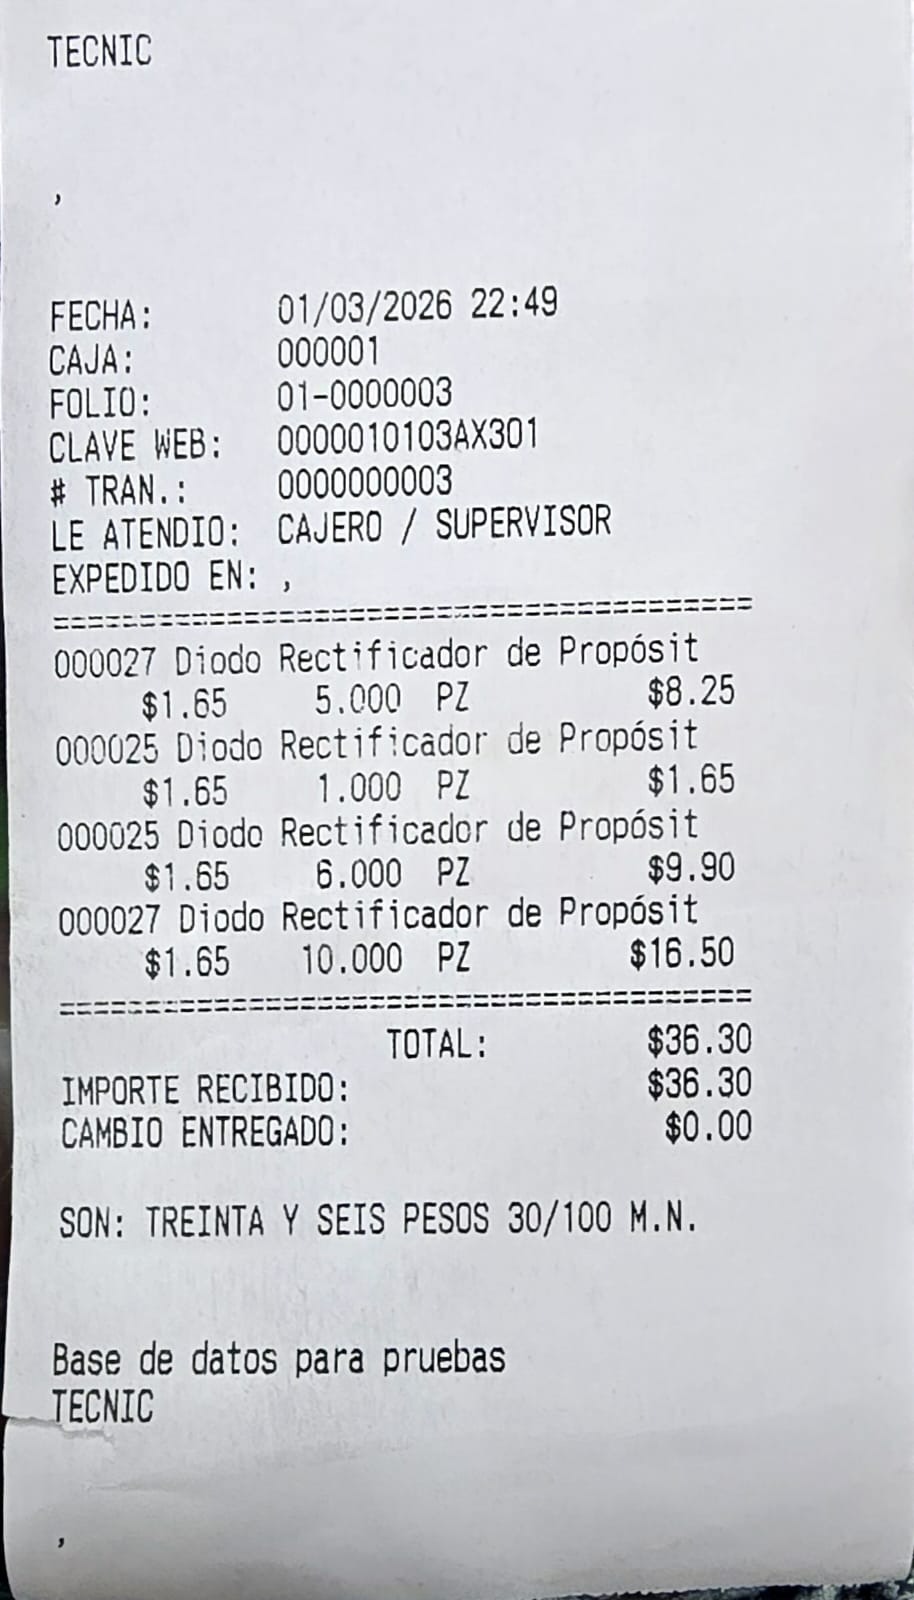 TECNIC
,
FECHA: 01/03/2026 22:49
CAJA: 000001
FOLIO: 01-0000003
CLAVE WEB: 0000010103AX301
# TRAN.: 0000000003
LE ATENDIO: CAJERO / SUPERVISOR
EXPEDIDO EN: ,
========================================
000027 Diodo Rectificador de Propósit
$1.65 5.000 PZ $8.25
000025 Diodo Rectificador de Propósit
$1.65 1.000 PZ $1.65
000025 Diodo Rectificador de Propósit
$1.65 6.000 PZ $9.90
000027 Diodo Rectificador de Propósit
$1.65 10.000 PZ $16.50
========================================
TOTAL: $36.30
IMPORTE RECIBIDO: $36.30
CAMBIO ENTREGADO: $0.00
SON: TREINTA Y SEIS PESOS 30/100 M.N.
Base de datos para pruebas
TECNIC
,